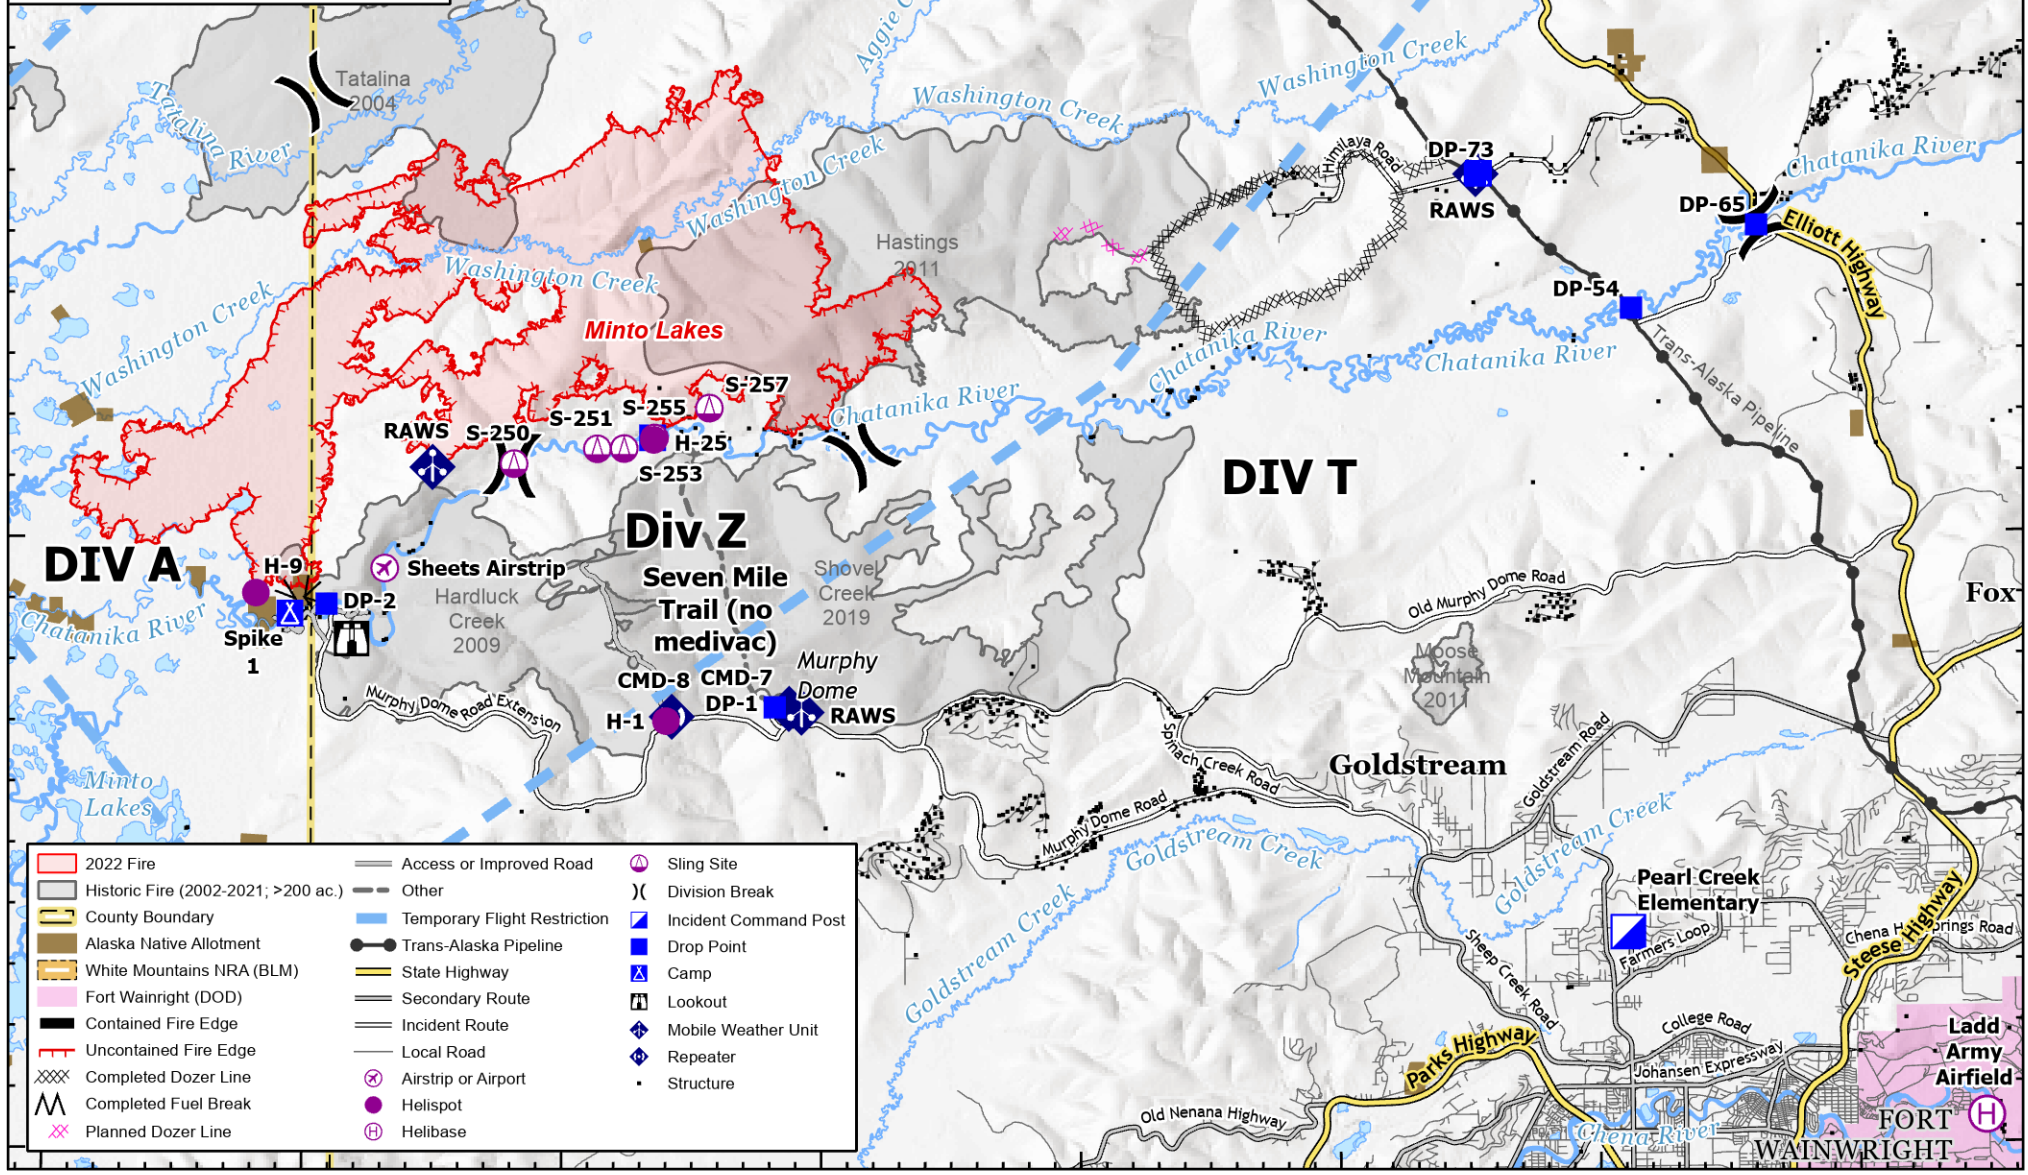 Tatalina
2004
Aggie C
Washington Creek
Washington Creek
Tatalina
River
Washington Creek
Chatanika River
Himilaya Road
DP-73
RAWS
DP-65
Elliott Highway
Hastings
2011
Washington Creek
Washington Creek
DP-54
Minto Lakes
Chatanika River
Chatanika River
Trans-Alaska Pipeline
S-257
S-255
S-251
Chatanika River
RAWS
S-250
H-25
S-253
DIV T
Div Z
DIV A
H-9
Sheets Airstrip
Seven Mile
Trail (no
medivac)
Shovel
Creek
2019
Hardluck
Creek
2009
Old Murphy Dome Road
Fox
DP-2
Chatanika River
Spike
1
Moose
Mountain
2011
Murphy
Dome
CMD-8
CMD-7
DP-1
RAWS
H-1
Murphy Dome Road Extension
Spinach Creek Road
Goldstream
Goldstream Road
Minto
Lakes
Murphy Dome Road
Goldstream Creek
Goldstream Creek
Goldstream Creek
Pearl Creek
Elementary
Farmers Loop
Chena H
rings Road
Steese Highway
Sheep Creek Road
College Road
Johansen Expressway
Parks Highway
Old Nenana Highway
Chena River
Ladd
Army
Airfield
FORT
WAINWRIGHT
2022 Fire
Historic Fire (2002-2021; >200 ac.)
County Boundary
Alaska Native Allotment
White Mountains NRA (BLM)
Fort Wainright (DOD)
Contained Fire Edge
Uncontained Fire Edge
Completed Dozer Line
Completed Fuel Break
Planned Dozer Line
Access or Improved Road
Other
Temporary Flight Restriction
Trans-Alaska Pipeline
State Highway
Secondary Route
Incident Route
Local Road
Airstrip or Airport
Helispot
Helibase
Sling Site
Division Break
Incident Command Post
Drop Point
Camp
Lookout
Mobile Weather Unit
Repeater
Structure